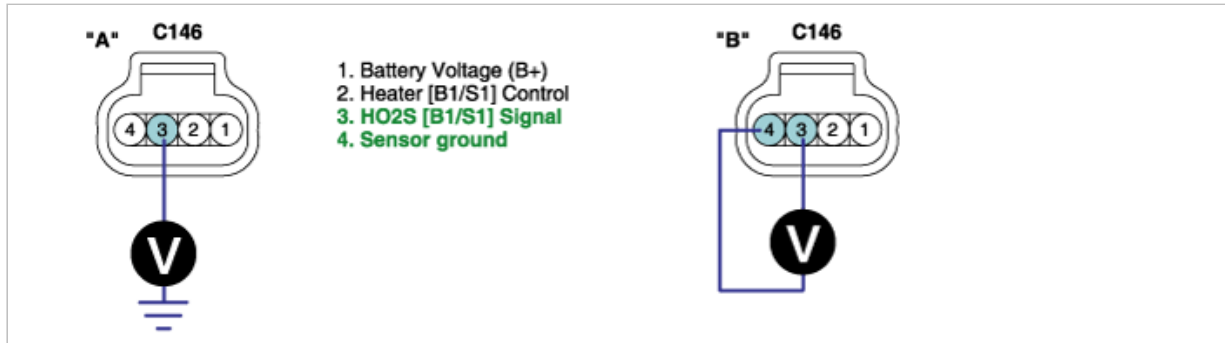 "A"
C146
4 3 2 1
V
1. Battery Voltage (B+)
2. Heater [B1/S1] Control
3. HO2S [B1/S1] Signal
4. Sensor ground
"B"
C146
4 3 2 1
V